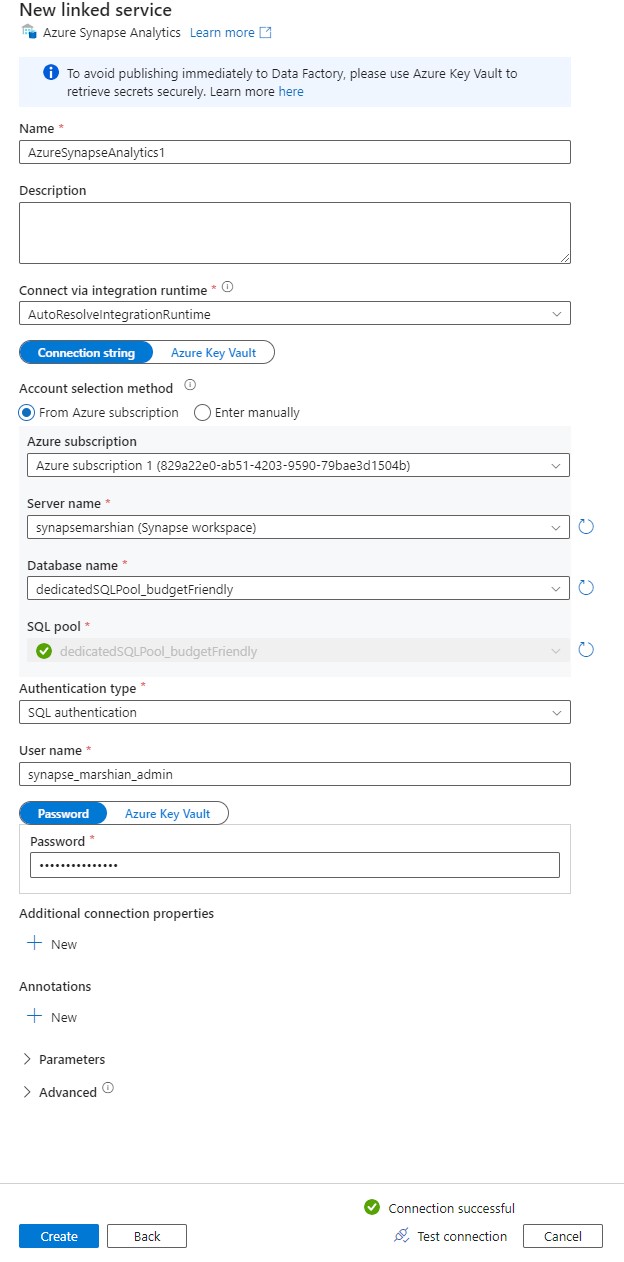 New linked service
Azure Synapse Analytics Learn more
To avoid publishing immediately to Data Factory, please use Azure Key Vault to
retrieve secrets securely. Learn more here
Name *
AzureSynapseAnalytics1
Description
Connect via integration runtime *
AutoResolveIntegrationRuntime
Connection string Azure Key Vault
Account selection method
From Azure subscription Enter manually
Azure subscription
Azure subscription 1 (829a22e0-ab51-4203-9590-79bae3d1504b)
Server name *
synapsemarshian (Synapse workspace)
Database name *
dedicatedSQLPool_budgetFriendly
SQL pool *
dedicatedSQLPool_budgetFriendly
Authentication type *
SQL authentication
User name *
synapse_marshian_admin
Password Azure Key Vault
Password *
•••••••••••••••
Additional connection properties
New
Annotations
New
Parameters
Advanced
Connection successful
Create Back Test connection Cancel